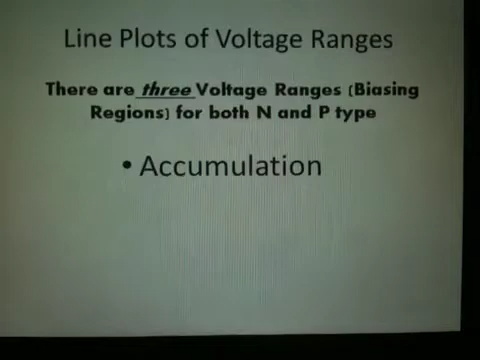 Line Plots of Voltage Ranges
There are three Voltage Ranges (Biasing
Regions) for both N and P type
• Accumulation